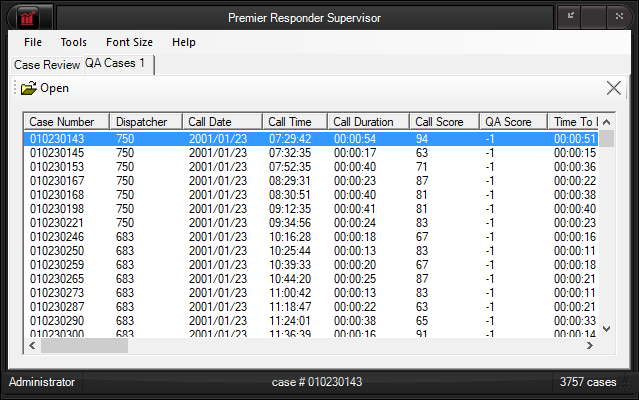 Premier Responder Supervisor
File Tools Font Size Help
Case Review QA Cases 1
Open
Case Number Dispatcher Call Date Call Time Call Duration Call Score QA Score Time To
010230143 750 2001/01/23 07:29:42 00:00:54 94 -1 00:00:51
010230145 750 2001/01/23 07:32:35 00:00:17 63 -1 00:00:15
010230153 750 2001/01/23 07:52:35 00:00:40 71 -1 00:00:36
010230167 750 2001/01/23 08:29:31 00:00:23 87 -1 00:00:22
010230168 750 2001/01/23 08:30:51 00:00:40 81 -1 00:00:38
010230198 750 2001/01/23 09:12:35 00:00:41 81 -1 00:00:40
010230221 750 2001/01/23 09:34:56 00:00:24 83 -1 00:00:23
010230246 683 2001/01/23 10:16:28 00:00:18 67 -1 00:00:16
010230250 683 2001/01/23 10:25:44 00:00:13 83 -1 00:00:11
010230259 683 2001/01/23 10:39:33 00:00:20 67 -1 00:00:18
010230265 683 2001/01/23 10:44:20 00:00:25 87 -1 00:00:21
010230273 683 2001/01/23 11:00:42 00:00:13 83 -1 00:00:11
010230287 683 2001/01/23 11:18:47 00:00:22 63 -1 00:00:21
010230290 683 2001/01/23 11:24:01 00:00:38 65 -1 00:00:33
010230300 683 2001/01/23 11:36:39 00:00:16 91 -1 00:00:14
Administrator case # 010230143 3757 cases